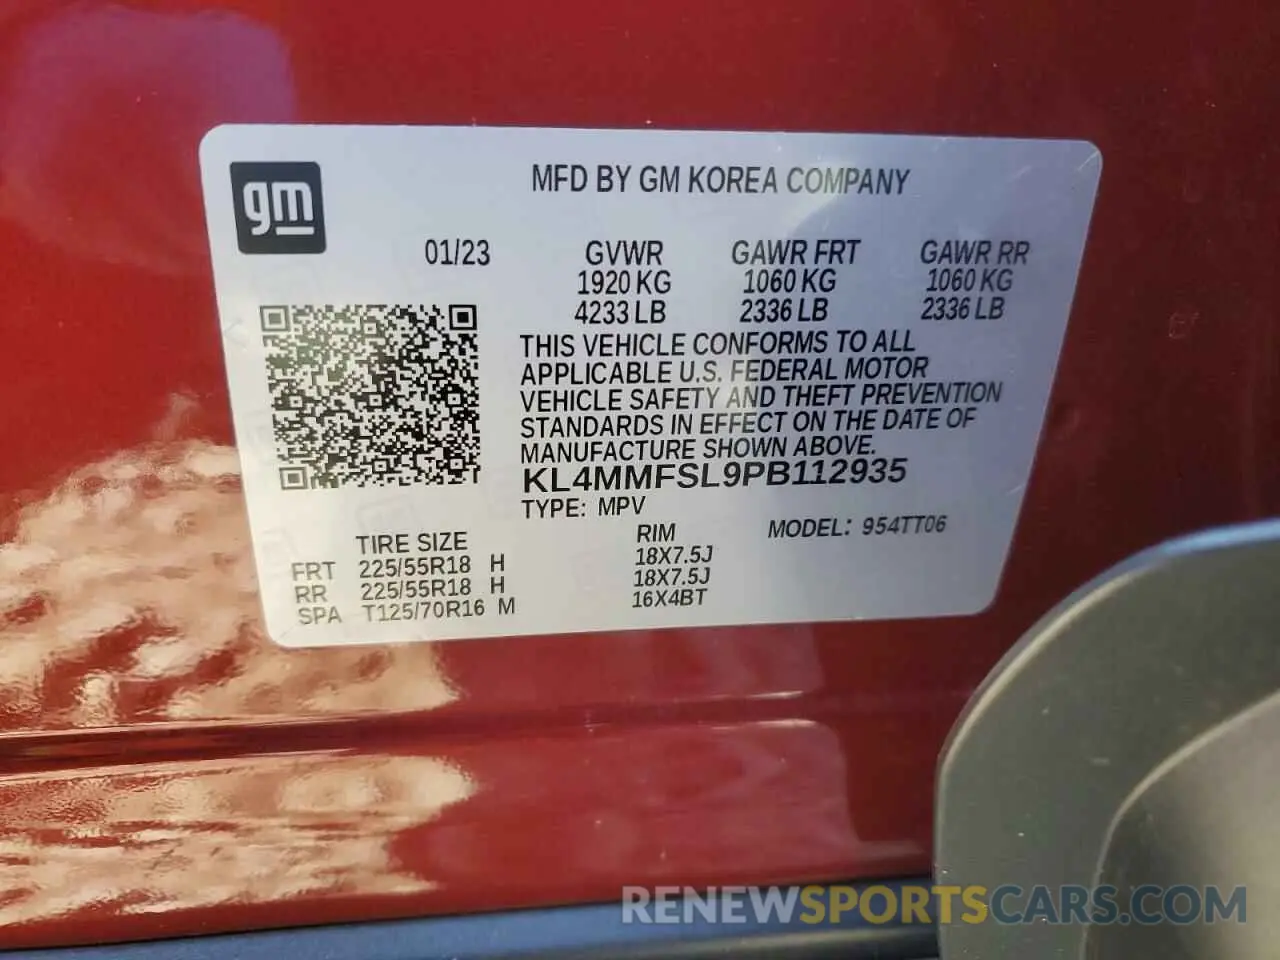 gm
MFD BY GM KOREA COMPANY
01/23 GVWR GAWR FRT GAWR RR
1920 KG 1060 KG 1060 KG
4233 LB 2336 LB 2336 LB
THIS VEHICLE CONFORMS TO ALL
APPLICABLE U.S. FEDERAL MOTOR
VEHICLE SAFETY AND THEFT PREVENTION
STANDARDS IN EFFECT ON THE DATE OF
MANUFACTURE SHOWN ABOVE.
KL4MMFSL9PB112935
TYPE: MPV MODEL: 954TT06
TIRE SIZE RIM
FRT 225/55R18 H 18X7.5J
RR 225/55R18 H 18X7.5J
SPA T125/70R16 M 16X4BT
RENEWSPORTSCARS.COM